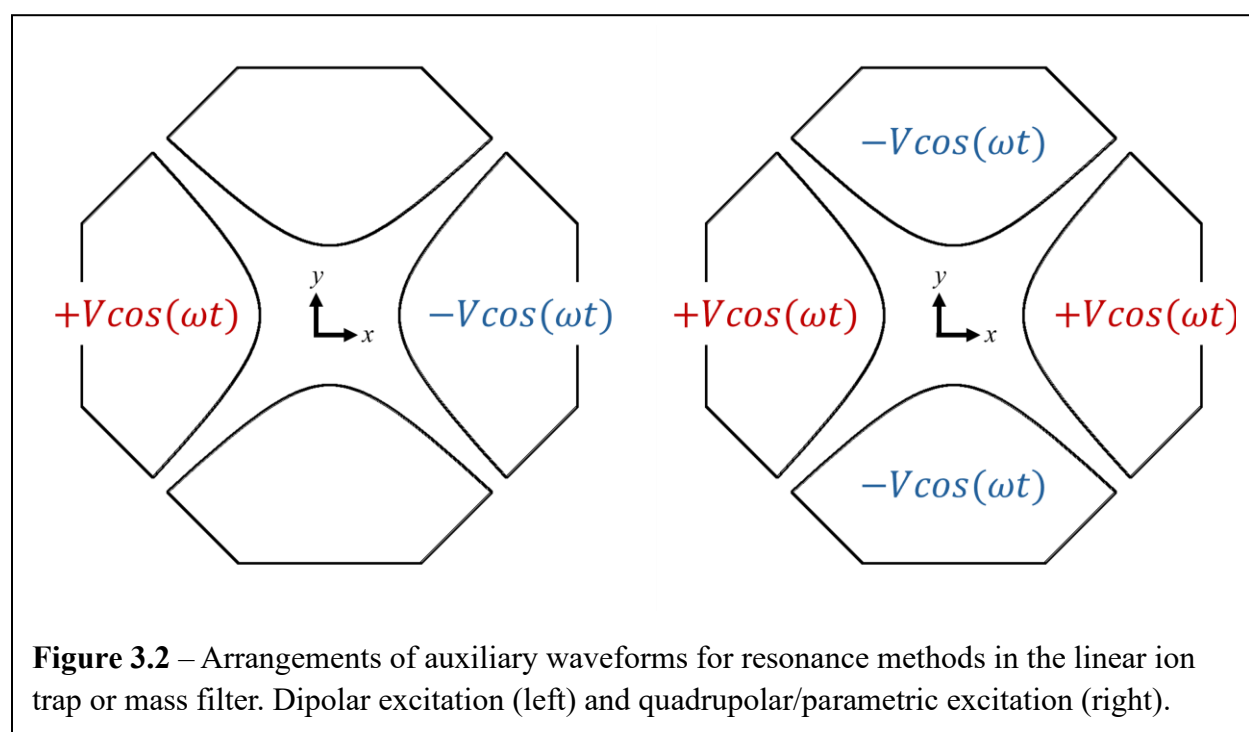 −Vcos(ωt)
+Vcos(ωt)
y
x
−Vcos(ωt)
+Vcos(ωt)
y
x
+Vcos(ωt)
−Vcos(ωt)
Figure 3.2 – Arrangements of auxiliary waveforms for resonance methods in the linear ion
trap or mass filter. Dipolar excitation (left) and quadrupolar/parametric excitation (right).